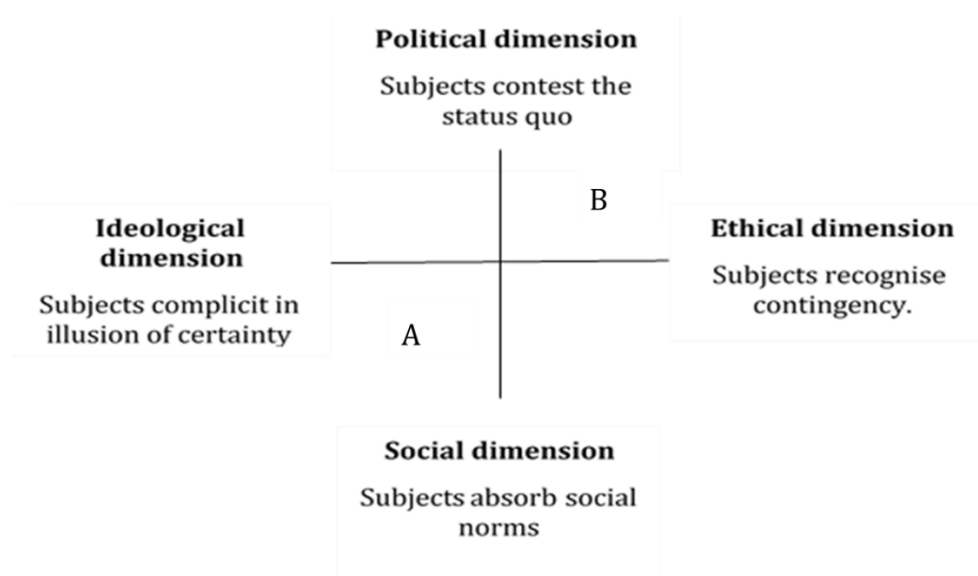 Political dimension
Subjects contest the
status quo
B
Ideological
dimension
Subjects complicit in
illusion of certainty
Ethical dimension
Subjects recognise
contingency.
A
Social dimension
Subjects absorb social
norms